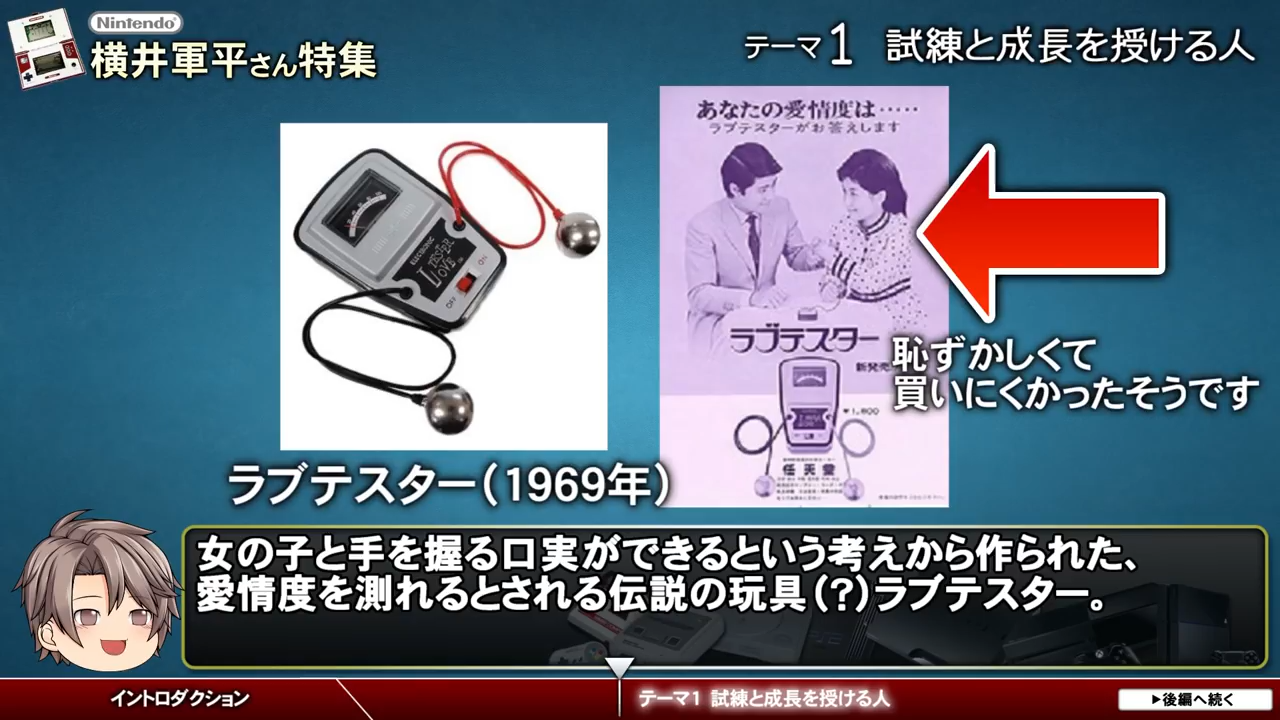 Nintendo
横井軍平さん特集
テーマ1 試練と成長を授ける人
あなたの愛情度は・・・・・
ラブテスターがお答えします
ELECTRONIC
LOVE TESTER
ON
OFF
ラブテスター
新発売
¥1,800
任天堂
恥ずかしくて
買いにくかったそうです
ラブテスター(1969年)
女の子と手を握る口実ができるという考えから作られた、
愛情度を測れるとされる伝説の玩具(?)ラブテスター。
イントロダクション
テーマ1 試練と成長を授ける人
▶後編へ続く